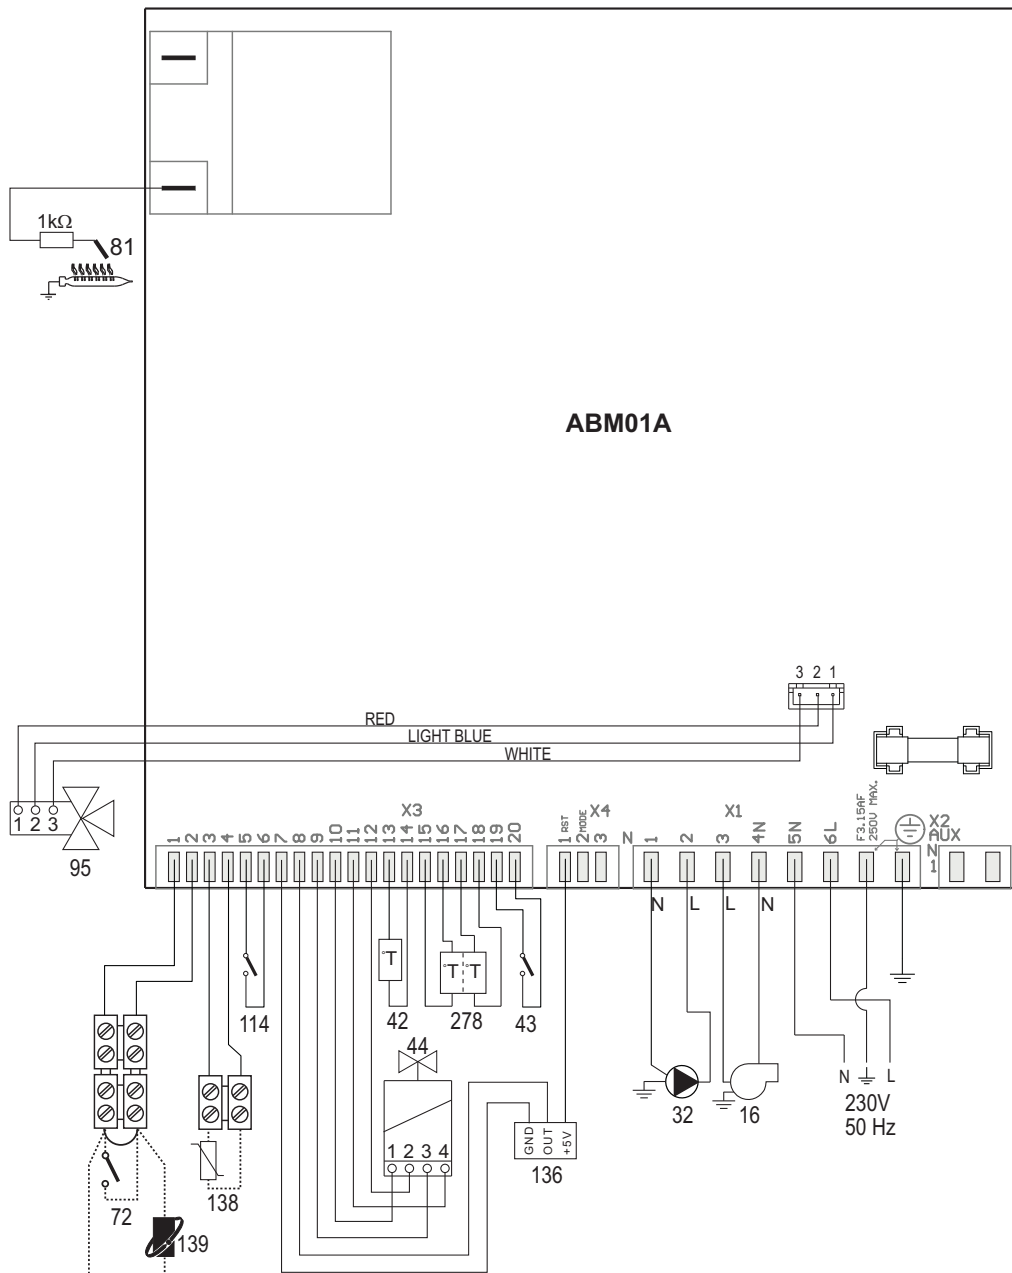 1kΩ
81
ABM01A
3 2 1
RED
LIGHT BLUE
WHITE
1 2 3
95
X3
1 2 3 4 5 6 7 8 9 10 11 12 13 14 15 16 17 18 19 20
X4
1 RST
2 MODE
3
N
X1
1 2 3 4N 5N 6L
F3.15AF
250V MAX.
X2
AUX
N
1
N L L N
°T
°T °T
114
42
278
43
44
1 2 3 4
GND
OUT
+5V
136
32
16
N L
230V
50 Hz
72
138
139